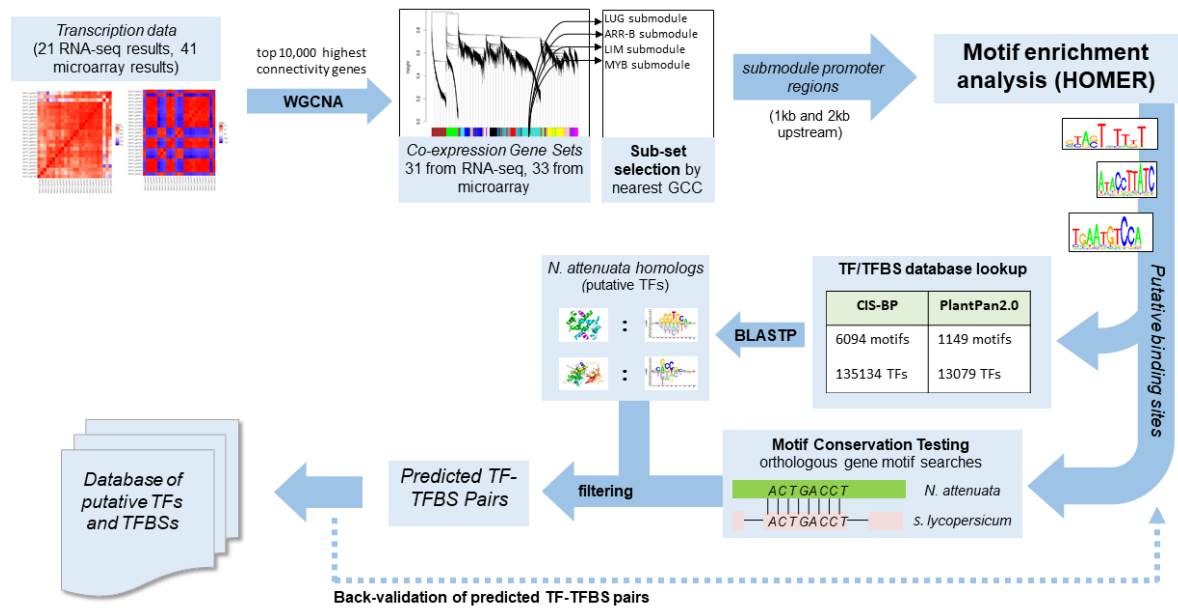 Transcription data
(21 RNA-seq results, 41
microarray results)
top 10,000 highest
connectivity genes
WGCNA
Height
LUG submodule
ARR-B submodule
LIM submodule
MYB submodule
Co-expression Gene Sets
31 from RNA-seq, 33 from
microarray
Sub-set
selection by
nearest GCC
submodule promoter
regions
(1kb and 2kb
upstream)
Motif enrichment
analysis (HOMER)
ATACCTTATC
TGAATGTCCA
Putative binding sites
TF/TFBS database lookup
CIS-BP PlantPan2.0
6094 motifs 1149 motifs
135134 TFs 13079 TFs
BLASTP
N. attenuata homologs
(putative TFs)
:
:
Motif Conservation Testing
orthologous gene motif searches
ACTGACCT N. attenuata
ACTGACCT s. lycopersicum
filtering
Predicted TF-
TFBS Pairs
Database of
putative TFs
and TFBSs
Back-validation of predicted TF-TFBS pairs